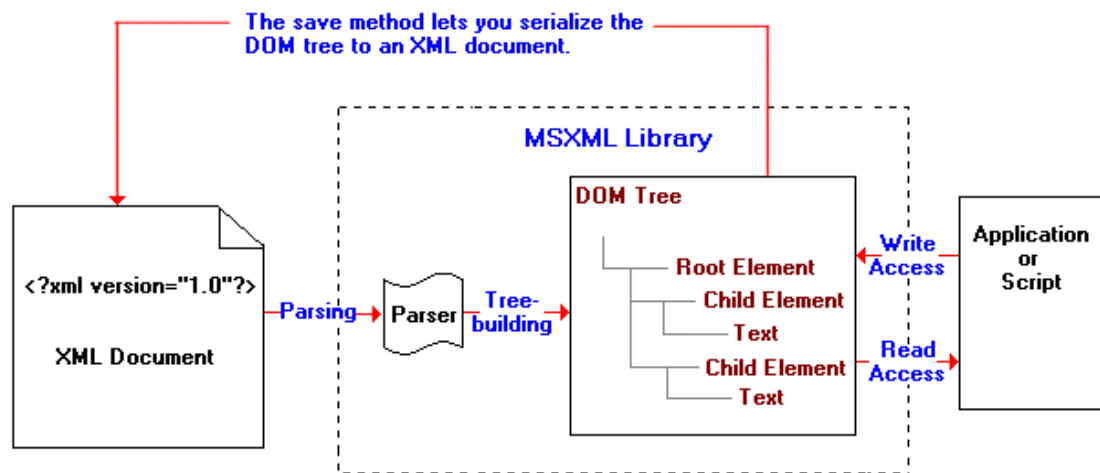 The save method lets you serialize the
DOM tree to an XML document.
MSXML Library
<?xml version="1.0"?>
XML Document
Parsing
Parser
Tree-
building
DOM Tree
Root Element
Child Element
Text
Child Element
Text
Write
Access
Read
Access
Application
or
Script